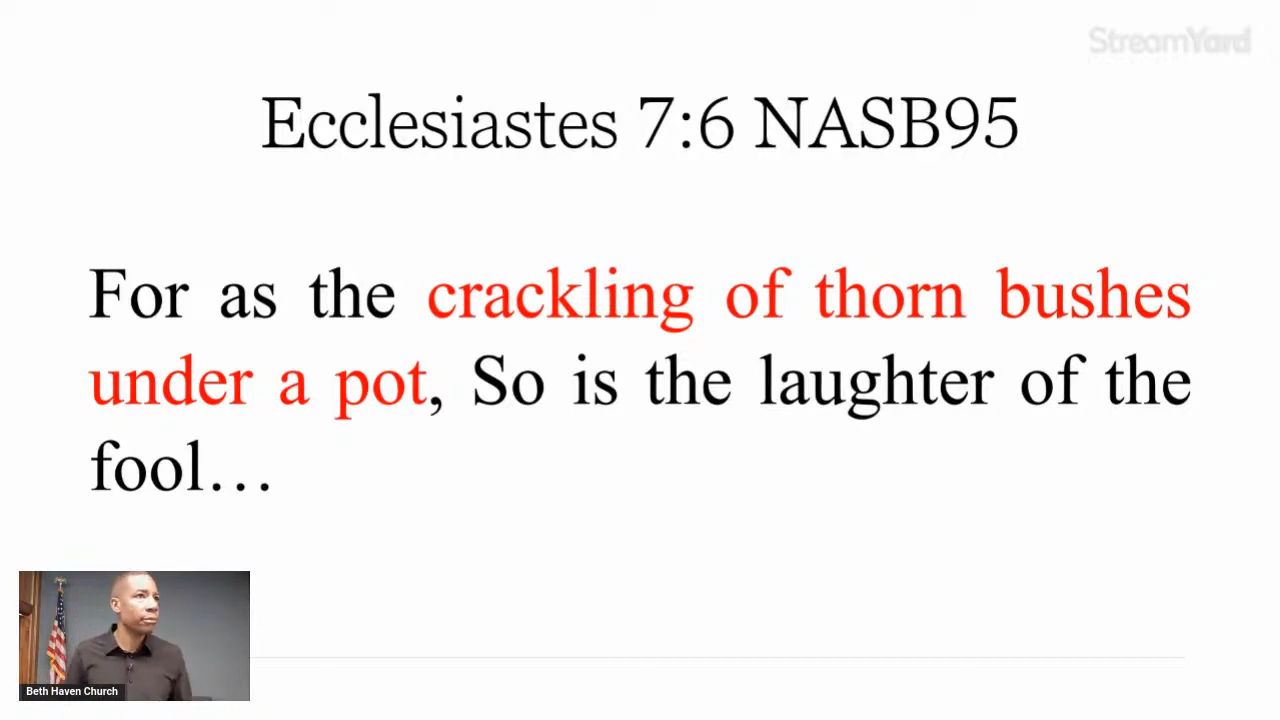 StreamYard
Ecclesiastes 7:6 NASB95
For as the crackling of thorn bushes
under a pot, So is the laughter of the
fool…
Beth Haven Church